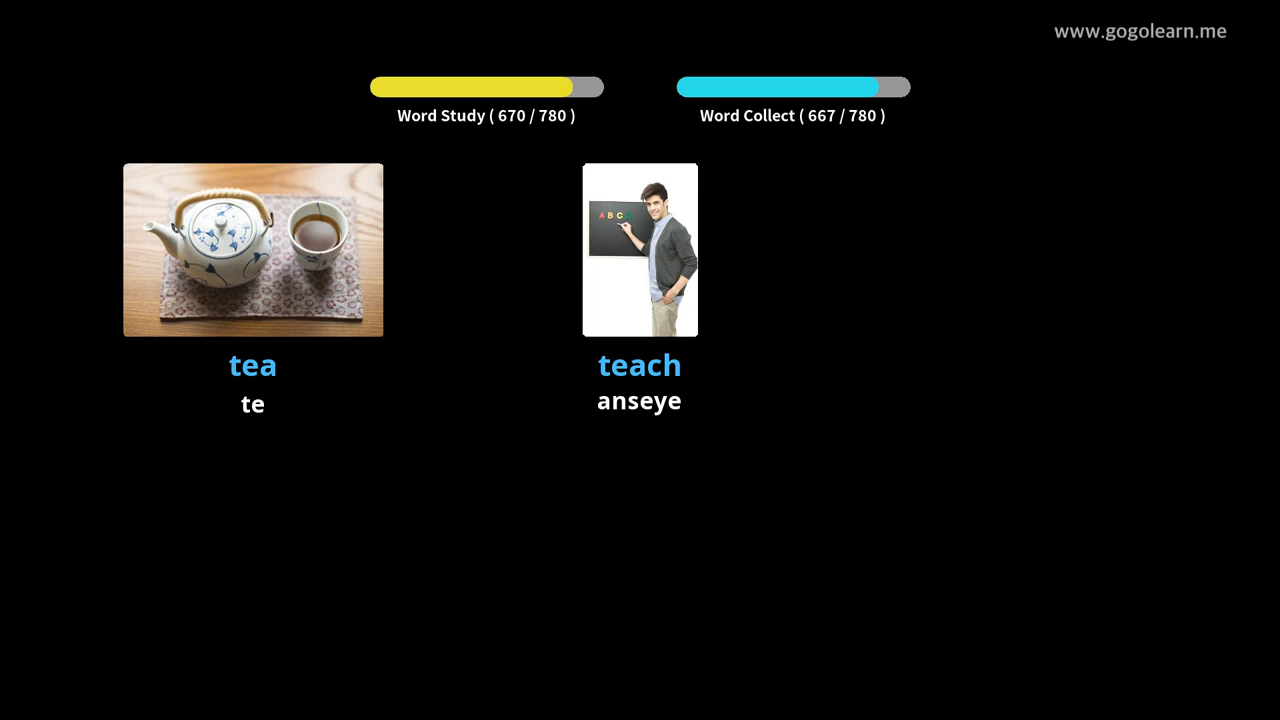 www.gogolearn.me
Word Study ( 670 / 780 )
Word Collect ( 667 / 780 )
A B C D
tea
teach
te
anseye